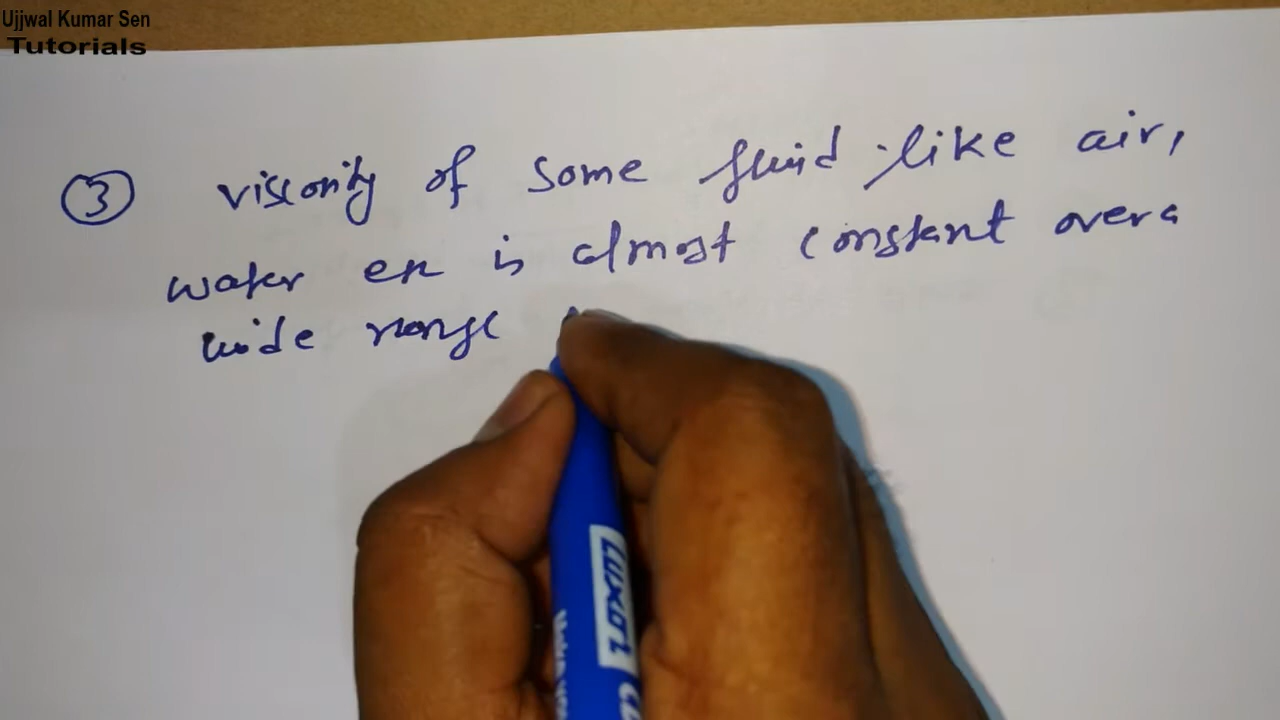 Ujjwal Kumar Sen
Tutorials
③ viscosity of some fluid like air,
water etc is almost constant over a
wide range
LUXOR